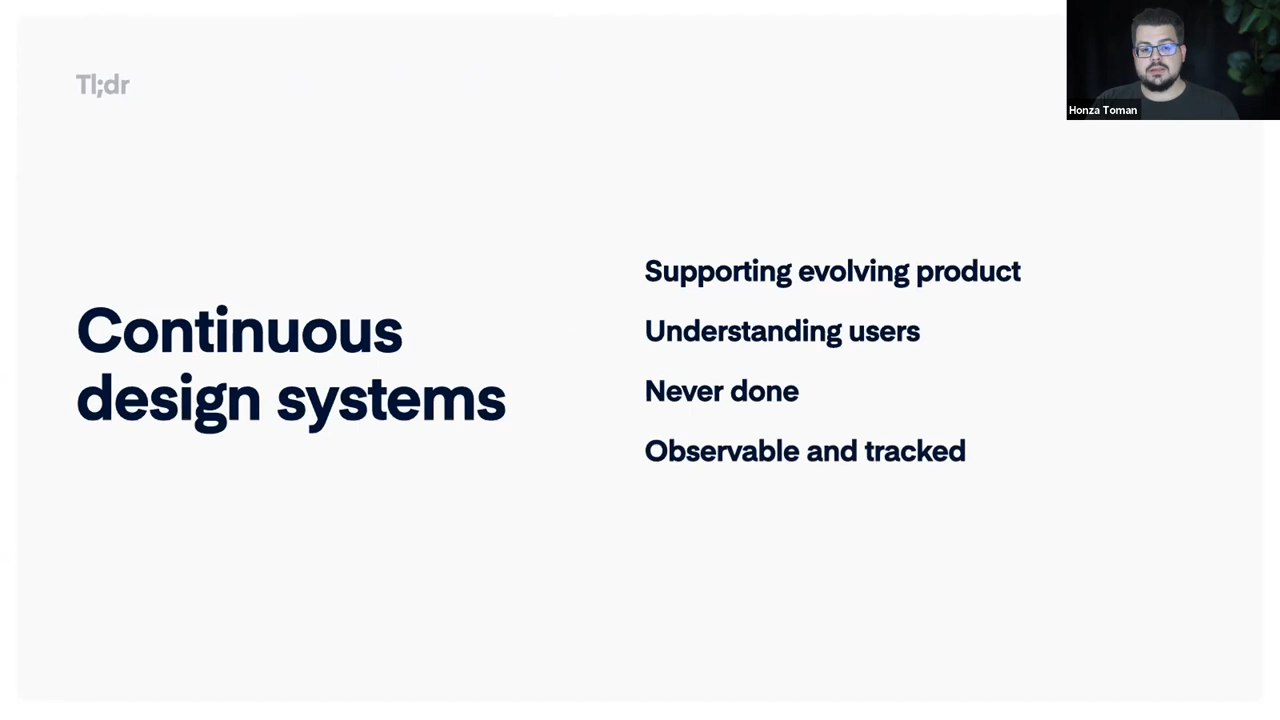 Tl;dr
Honza Toman
Continuous
design systems
Supporting evolving product
Understanding users
Never done
Observable and tracked